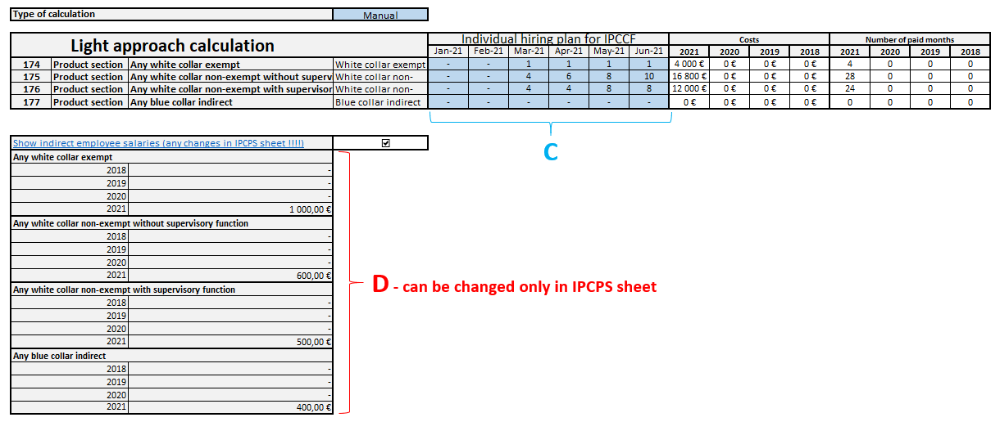 Type of calculation Manual
Light approach calculation Individual hiring plan for IPCCF Costs Number of paid months
Jan-21 Feb-21 Mar-21 Apr-21 May-21 Jun-21 2021 2020 2019 2018 2021 2020 2019 2018
174 Product section Any white collar exempt White collar exempt - - 1 1 1 1 4 000 € 0 € 0 € 0 € 4 0 0 0
175 Product section Any white collar non-exempt without superv White collar non- - - 4 6 8 10 16 800 € 0 € 0 € 0 € 28 0 0 0
176 Product section Any white collar non-exempt with supervisor White collar non- - - 4 4 8 8 12 000 € 0 € 0 € 0 € 24 0 0 0
177 Product section Any blue collar indirect Blue collar indirect - - - - - - 0 € 0 € 0 € 0 € 0 0 0 0
C
Show indirect employee salaries (any changes in IPCPS sheet !!!!)
Any white collar exempt
2018 -
2019 -
2020 -
2021 1 000,00 €
Any white collar non-exempt without supervisory function
2018 -
2019 -
2020 -
2021 600,00 €
D - can be changed only in IPCPS sheet
Any white collar non-exempt with supervisory function
2018 -
2019 -
2020 -
2021 500,00 €
Any blue collar indirect
2018 -
2019 -
2020 -
2021 400,00 €